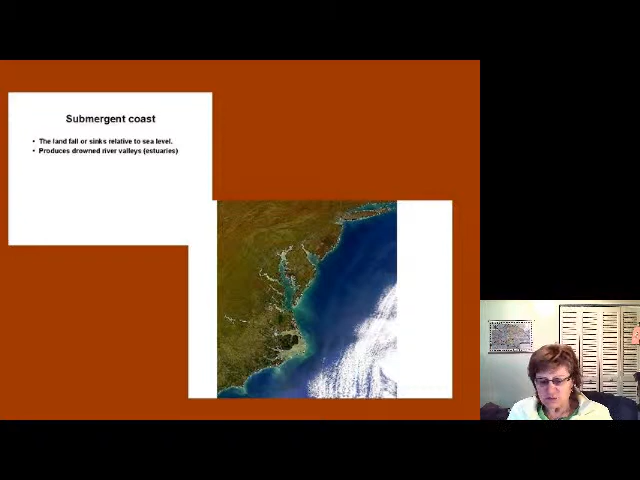 Submergent coast
• The land fall or sinks relative to sea level.
• Produces drowned river valleys (estuaries)